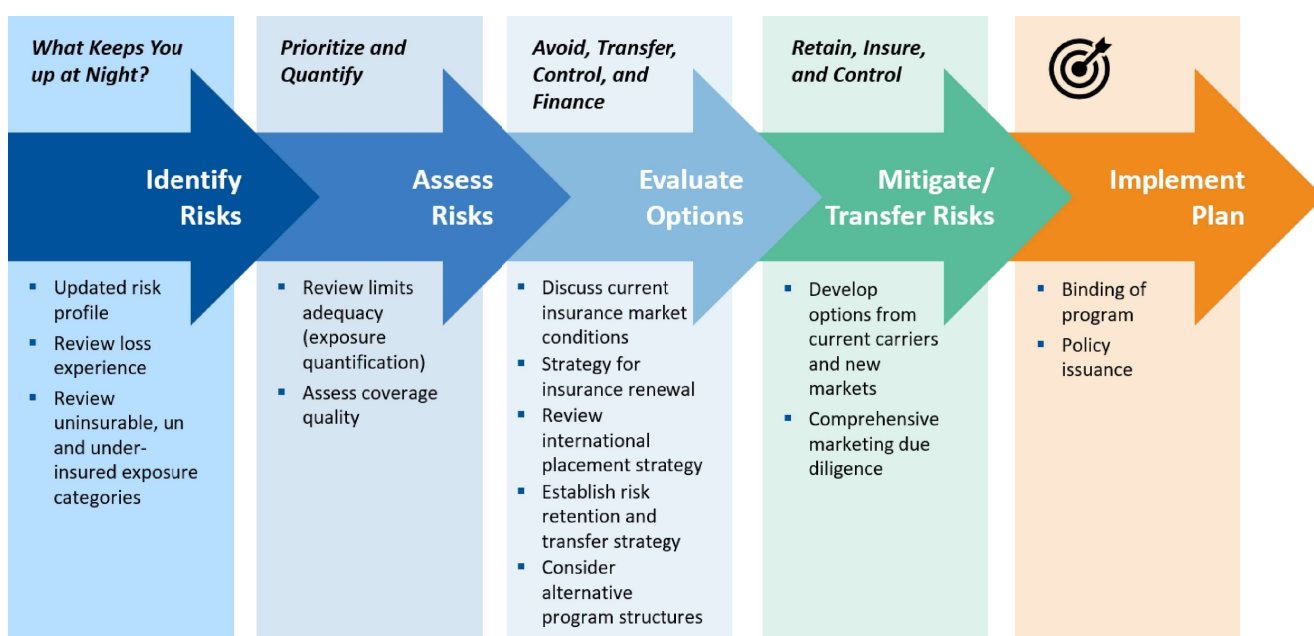 What Keeps You
up at Night?
Identify
Risks
▪ Updated risk
profile
▪ Review loss
experience
▪ Review
uninsurable, un
and under-
insured exposure
categories
Prioritize and
Quantify
Assess
Risks
▪ Review limits
adequacy
(exposure
quantification)
▪ Assess coverage
quality
Avoid, Transfer,
Control, and
Finance
Evaluate
Options
▪ Discuss current
insurance market
conditions
▪ Strategy for
insurance renewal
▪ Review
international
placement strategy
▪ Establish risk
retention and
transfer strategy
▪ Consider
alternative
program structures
Retain, Insure,
and Control
Mitigate/
Transfer Risks
▪ Develop
options from
current carriers
and new
markets
▪ Comprehensive
marketing due
diligence
Implement
Plan
▪ Binding of
program
▪ Policy
issuance